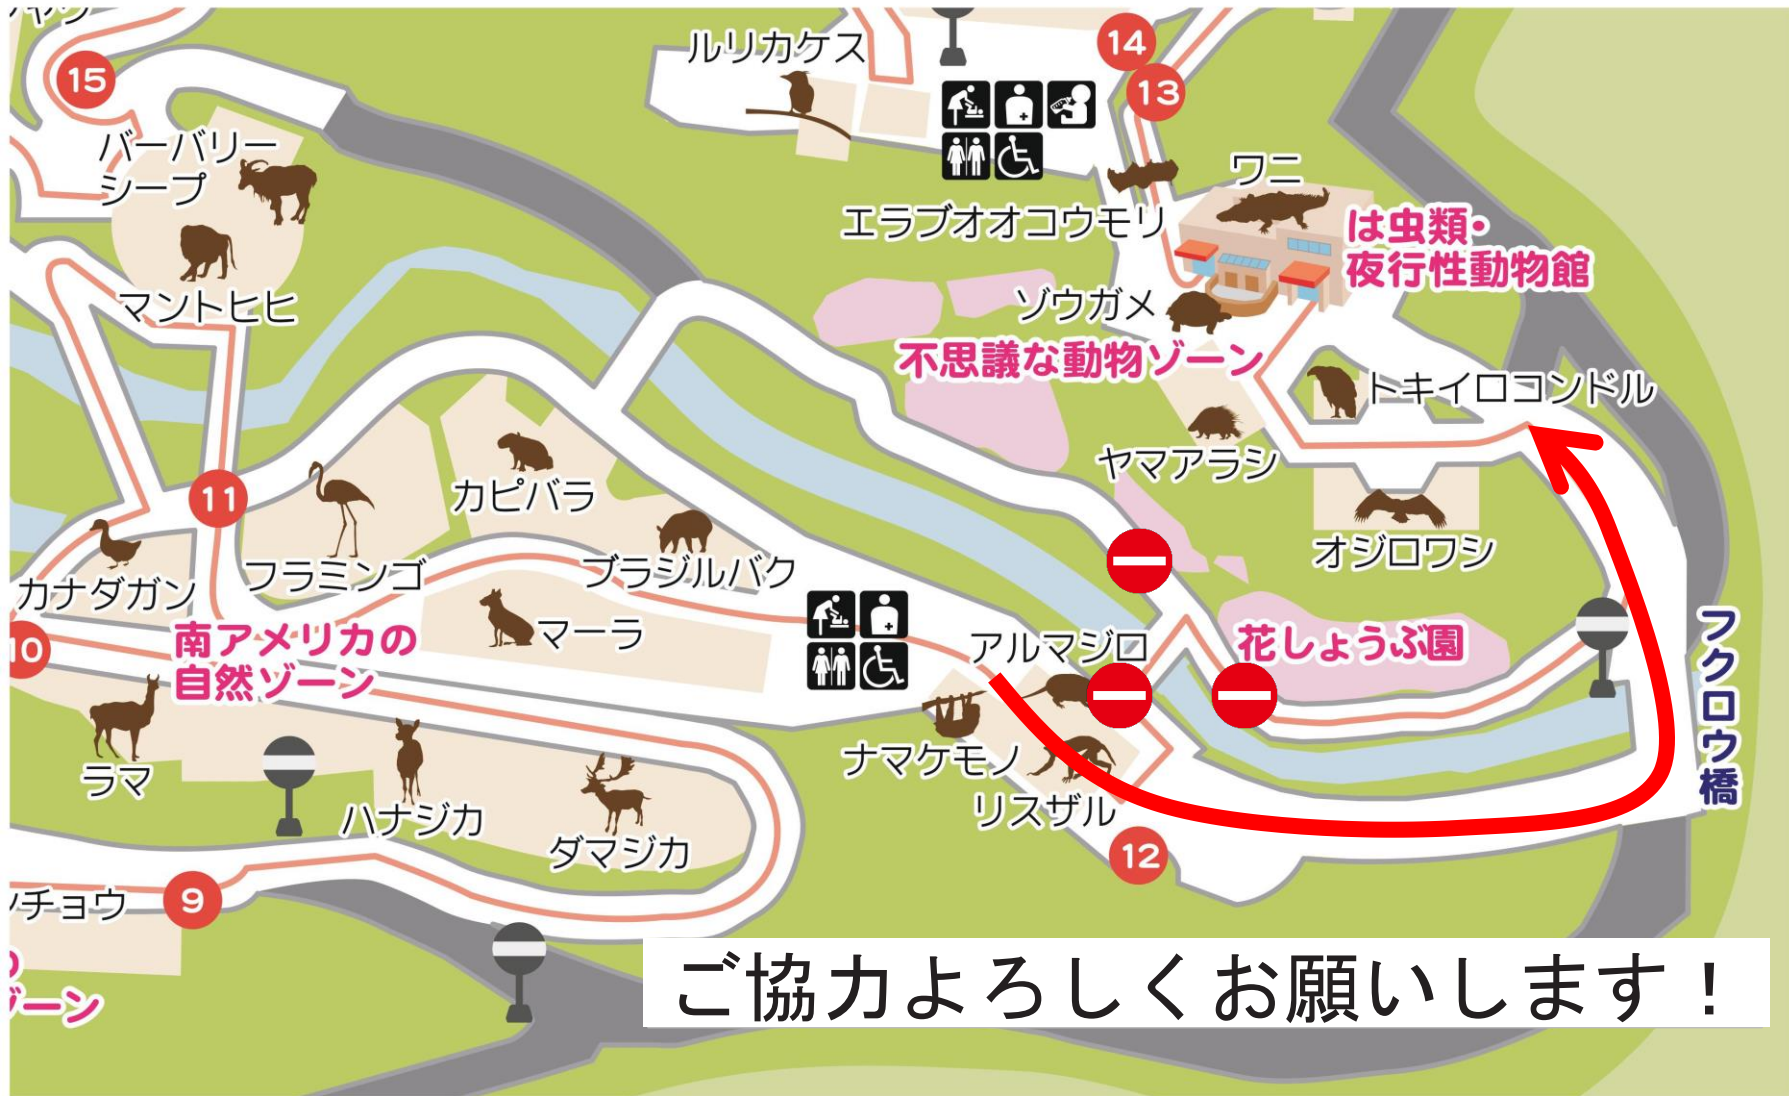 ルリカケス
14
13
15
バーバリー
シープ
ワニ
エラブオオコウモリ
は虫類・
夜行性動物館
マントヒヒ
ゾウガメ
不思議な動物ゾーン
トキイロコンドル
ヤマアラシ
11
カピバラ
オジロワシ
カナダガン
フラミンゴ
ブラジルバク
マーラ
10
南アメリカの
自然ゾーン
アルマジロ
花しょうぶ園
フクロウ橋
ナマケモノ
ラマ
リスザル
ハナジカ
ダマジカ
12
チョウ
9
ゾーン
ご協力よろしくお願いします！